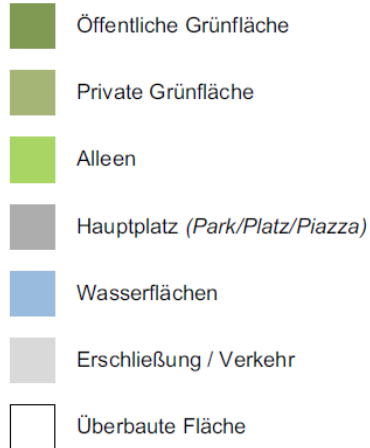 Öffentliche Grünfläche
Private Grünfläche
Alleen
Hauptplatz (Park/Platz/Piazza)
Wasserflächen
Erschließung / Verkehr
Überbaute Fläche